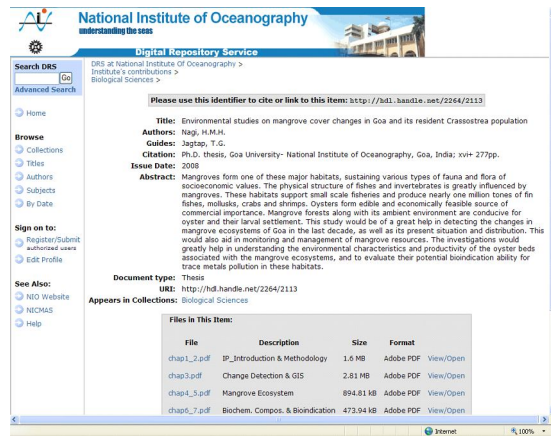 National Institute of Oceanography
understanding the seas
Digital Repository Service
Search DRS
Go
Advanced Search
Home
Browse
Collections
Titles
Authors
Subjects
By Date
Sign on to:
Register/Submit
authorized users
Edit Profile
See Also:
NIO Website
NICMAS
Help
DRS at National Institute Of Oceanography >
Institute's contributions >
Biological Sciences >
Please use this identifier to cite or link to this item: http://hdl.handle.net/2264/2113
Title: Environmental studies on mangrove cover changes in Goa and its resident Crassostrea population
Authors: Nagi, H.M.H.
Guides: Jagtap, T.G.
Citation: Ph.D. thesis, Goa University- National Institute of Oceanography, Goa, India; xvi+ 277pp.
Issue Date: 2008
Abstract: Mangroves form one of these major habitats, sustaining various types of fauna and flora of
socioeconomic values. The physical structure of fishes and invertebrates is greatly influenced by
mangroves. These habitats support small scale fisheries and produce nearly one million tones of fin
fishes, mollusks, crabs and shrimps. Oysters form edible and economically feasible source of
commercial importance. Mangrove forests along with its ambient environment are conducive for
oyster and their larval settlement. This study would be of a great help in detecting the changes in
mangrove ecosystems of Goa in the last decade, as well as its present situation and distribution. This
would also aid in monitoring and management of mangrove resources. The investigations would
greatly help in understanding the environmental characteristics and productivity of the oyster beds
associated with the mangrove ecosystems, and to evaluate their potential bioindication ability for
trace metals pollution in these habitats.
Document type: Thesis
URI: http://hdl.handle.net/2264/2113
Appears in Collections: Biological Sciences
Files in This Item:
File Description Size Format
chap1_2.pdf IP_Introduction & Methodology 1.6 MB Adobe PDF View/Open
chap3.pdf Change Detection & GIS 2.81 MB Adobe PDF View/Open
chap4_5.pdf Mangrove Ecosystem 894.81 kB Adobe PDF View/Open
chap6_7.pdf Biochem. Compos. & Bioindication 473.94 kB Adobe PDF View/Open
Internet 100%